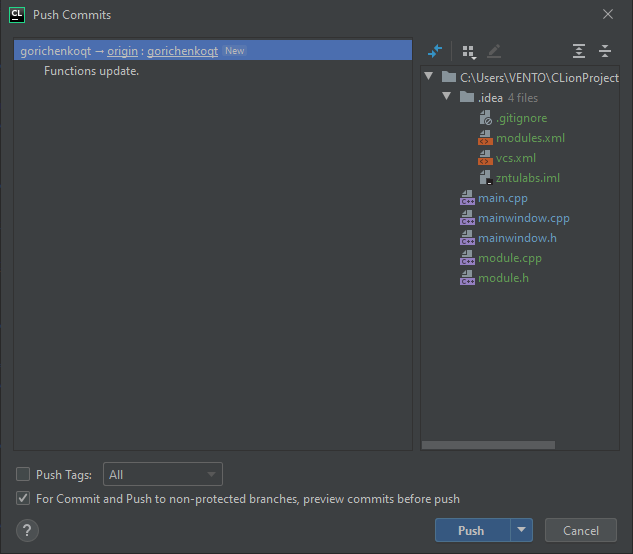 CL Push Commits
gorichenkoqt → origin : gorichenkoqt New
Functions update.
C:\Users\VENTO\CLionProject
.idea 4 files
.gitignore
modules.xml
vcs.xml
zntulabs.iml
main.cpp
mainwindow.cpp
mainwindow.h
module.cpp
module.h
Push Tags: All
For Commit and Push to non-protected branches, preview commits before push
? Push Cancel